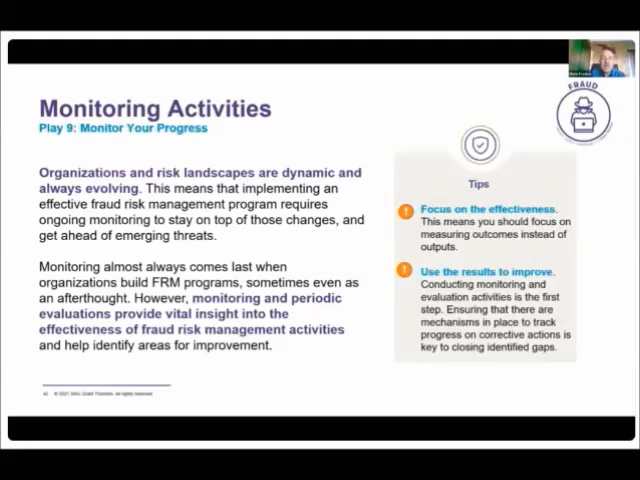 FRAUD
Monitoring Activities
Play 9: Monitor Your Progress
Organizations and risk landscapes are dynamic and
always evolving. This means that implementing an
effective fraud risk management program requires
ongoing monitoring to stay on top of those changes, and
get ahead of emerging threats.
Monitoring almost always comes last when
organizations build FRM programs, sometimes even as
an afterthought. However, monitoring and periodic
evaluations provide vital insight into the
effectiveness of fraud risk management activities
and help identify areas for improvement.
Tips
Focus on the effectiveness.
This means you should focus on
measuring outcomes instead of
outputs.
Use the results to improve.
Conducting monitoring and
evaluation activities is the first
step. Ensuring that there are
mechanisms in place to track
progress on corrective actions is
key to closing identified gaps.
© 2021 Grant Thornton. All rights reserved.